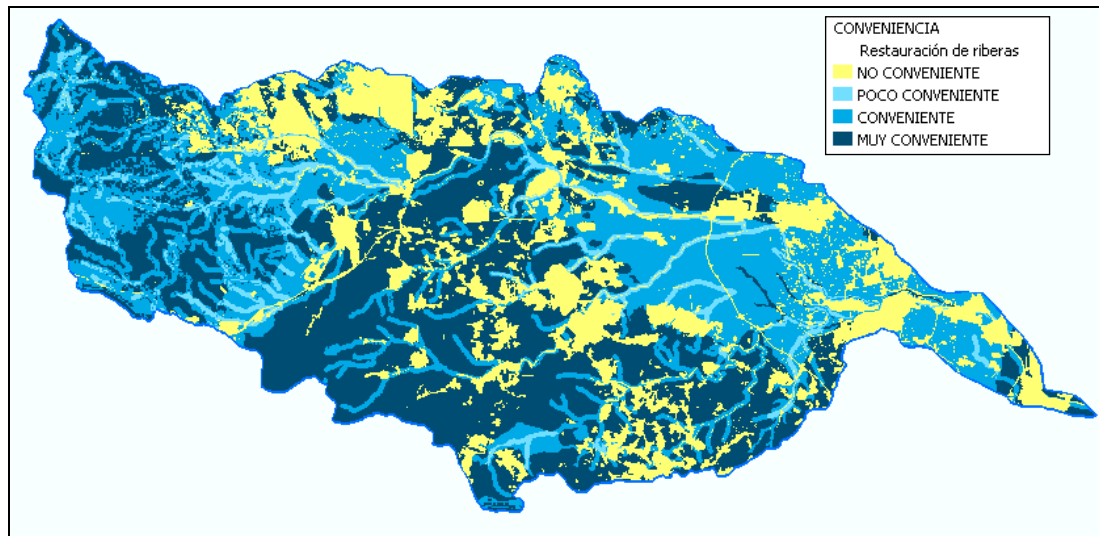 CONVENIENCIA
Restauración de riberas
NO CONVENIENTE
POCO CONVENIENTE
CONVENIENTE
MUY CONVENIENTE